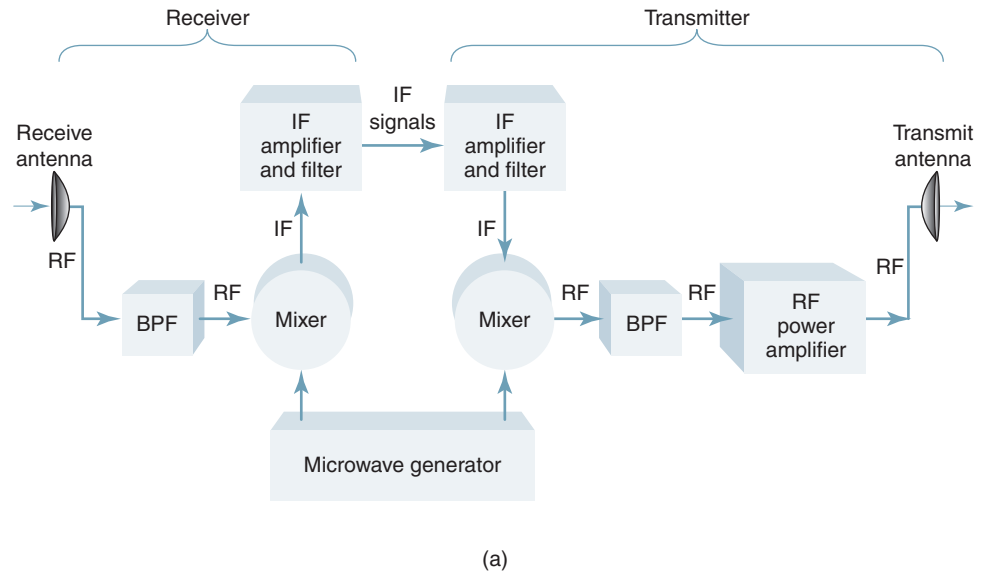 Receiver
Transmitter
Receive
antenna
IF
amplifier
and filter
IF
signals
IF
amplifier
and filter
Transmit
antenna
RF
IF
IF
RF
BPF
RF
Mixer
Mixer
RF
BPF
RF
RF
power
amplifier
Microwave generator
(a)